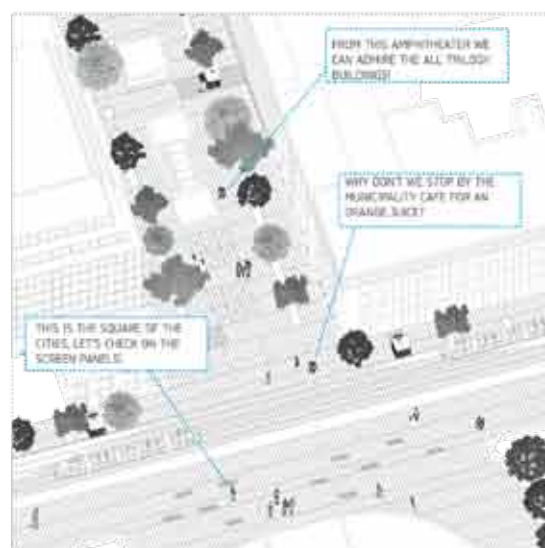 FROM THIS AMPHITEATER WE
CAN ADMIRE THE ALL TRILOGY
BUILDINGS!
WHY DON'T WE STOP BY THE
MUNICIPALITY CAFE FOR AN
ORANGE JUICE?
THIS IS THE SQUARE OF THE
CITIES, LET'S CHECK ON THE
SCREEN PANELS!